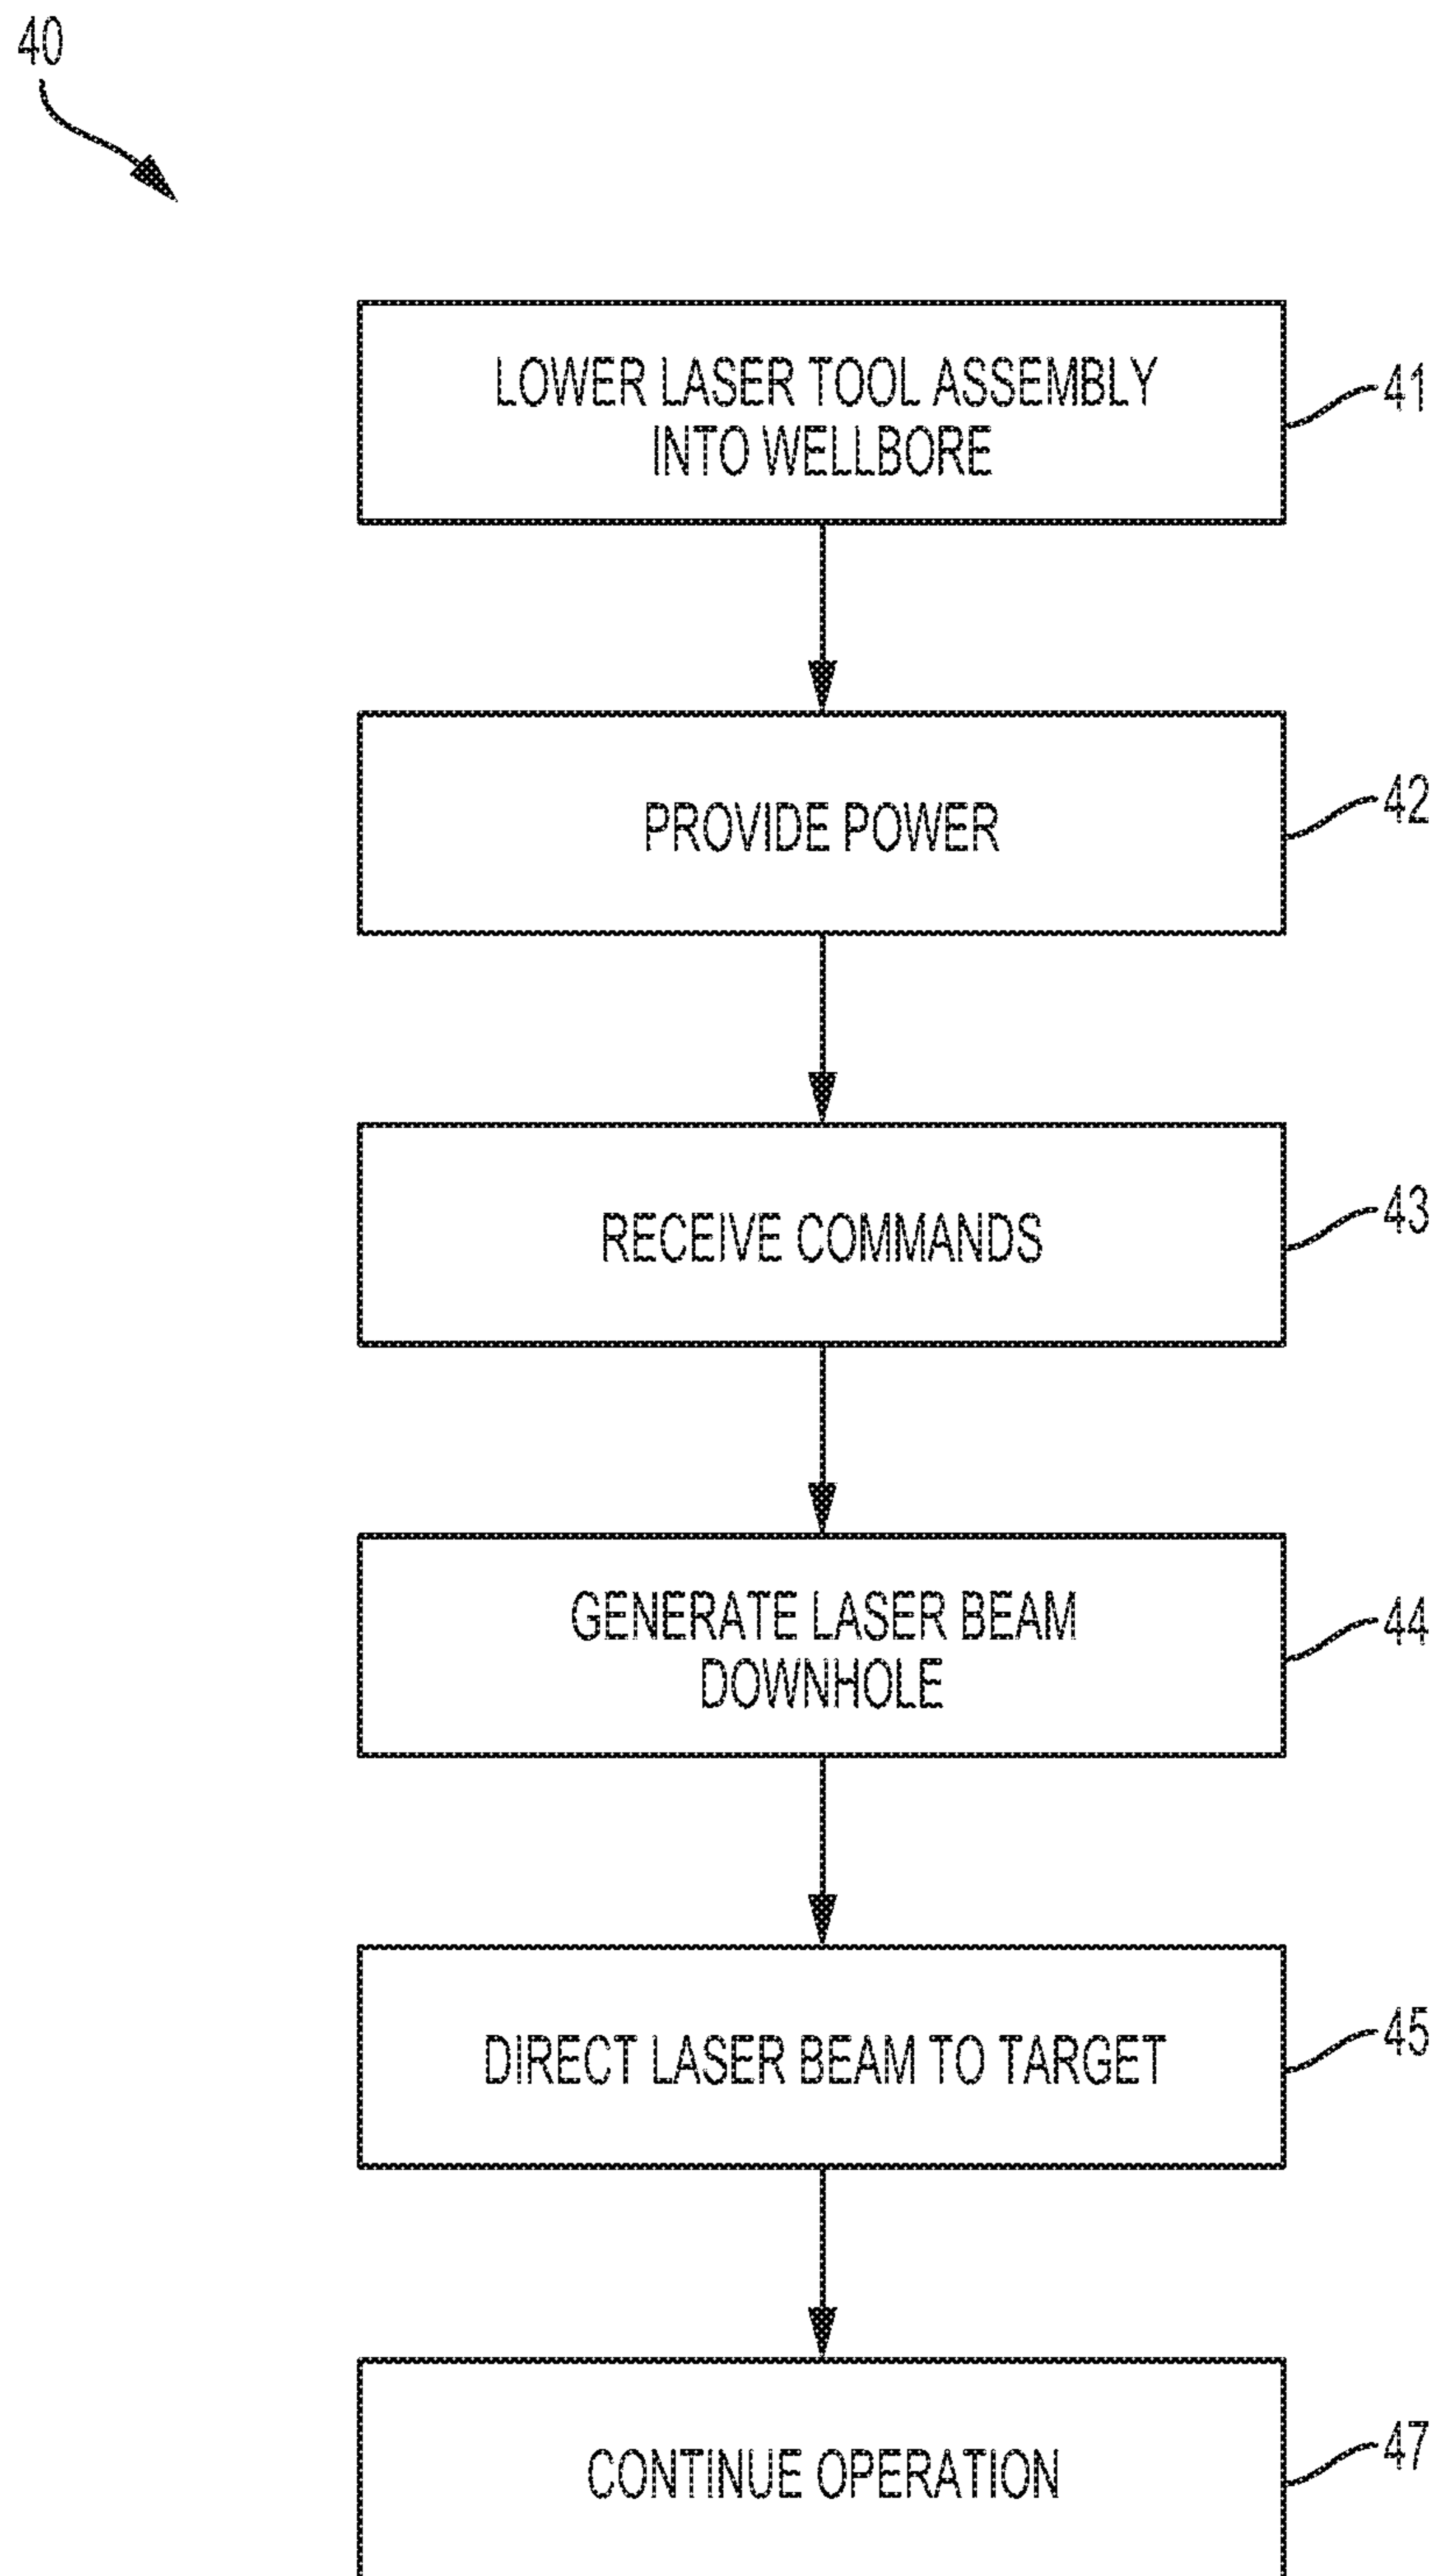 40
LOWER LASER TOOL ASSEMBLY
INTO WELLBORE
41
PROVIDE POWER
42
RECEIVE COMMANDS
43
GENERATE LASER BEAM
DOWNHOLE
44
DIRECT LASER BEAM TO TARGET
45
CONTINUE OPERATION
47